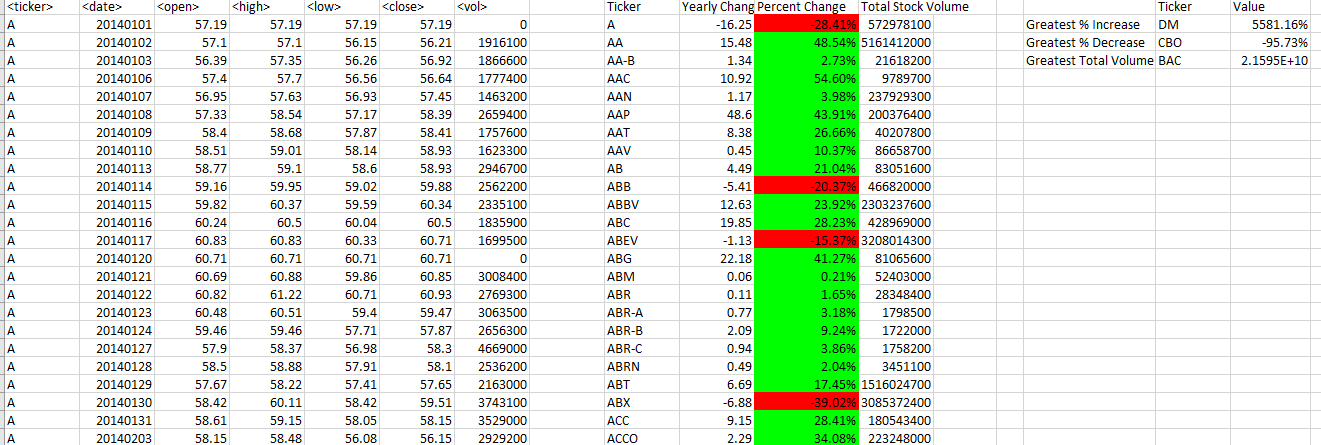 <ticker> <date> <open> <high> <low> <close> <vol> Ticker Yearly Chang Percent Change Total Stock Volume Ticker Value
A 20140101 57.19 57.19 57.19 57.19 0 A -16.25 -28.41% 572978100 Greatest % Increase DM 5581.16%
A 20140102 57.1 57.1 56.15 56.21 1916100 AA 15.48 48.54% 5161412000 Greatest % Decrease CBO -95.73%
A 20140103 56.39 57.35 56.26 56.92 1866600 AA-B 1.34 2.73% 21618200 Greatest Total Volume BAC 2.1595E+10
A 20140106 57.4 57.7 56.56 56.64 1777400 AAC 10.92 54.60% 9789700
A 20140107 56.95 57.63 56.93 57.45 1463200 AAN 1.17 3.98% 237929300
A 20140108 57.33 58.54 57.17 58.39 2659400 AAP 48.6 43.91% 200376400
A 20140109 58.4 58.68 57.87 58.41 1757600 AAT 8.38 26.66% 40207800
A 20140110 58.51 59.01 58.14 58.93 1623300 AAV 0.45 10.37% 86658700
A 20140113 58.77 59.1 58.6 58.93 2946700 AB 4.49 21.04% 83051600
A 20140114 59.16 59.95 59.02 59.88 2562200 ABB -5.41 -20.37% 466820000
A 20140115 59.82 60.37 59.59 60.34 2335100 ABBV 12.63 23.92% 2303237600
A 20140116 60.24 60.5 60.04 60.5 1835900 ABC 19.85 28.23% 428969000
A 20140117 60.83 60.83 60.33 60.71 1699500 ABEV -1.13 -15.37% 3208014300
A 20140120 60.71 60.71 60.71 60.71 0 ABG 22.18 41.27% 81065600
A 20140121 60.69 60.88 59.86 60.85 3008400 ABM 0.06 0.21% 52403000
A 20140122 60.82 61.22 60.71 60.93 2769300 ABR 0.11 1.65% 28348400
A 20140123 60.48 60.51 59.4 59.47 3063500 ABR-A 0.77 3.18% 1798500
A 20140124 59.46 59.46 57.71 57.87 2656300 ABR-B 2.09 9.24% 1722000
A 20140127 57.9 58.37 56.98 58.3 4669000 ABR-C 0.94 3.86% 1758200
A 20140128 58.5 58.88 57.91 58.1 2536200 ABRN 0.49 2.04% 3451100
A 20140129 57.67 58.22 57.41 57.65 2163000 ABT 6.69 17.45% 1516024700
A 20140130 58.42 60.11 58.42 59.51 3743100 ABX -6.88 -39.02% 3085372400
A 20140131 58.61 59.15 58.05 58.15 3529000 ACC 9.15 28.41% 180543400
A 20140203 58.15 58.48 56.08 56.15 2929200 ACCO 2.29 34.08% 223248000